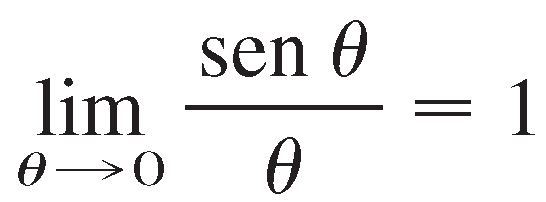 lim θ→0 sen θ / θ = 1